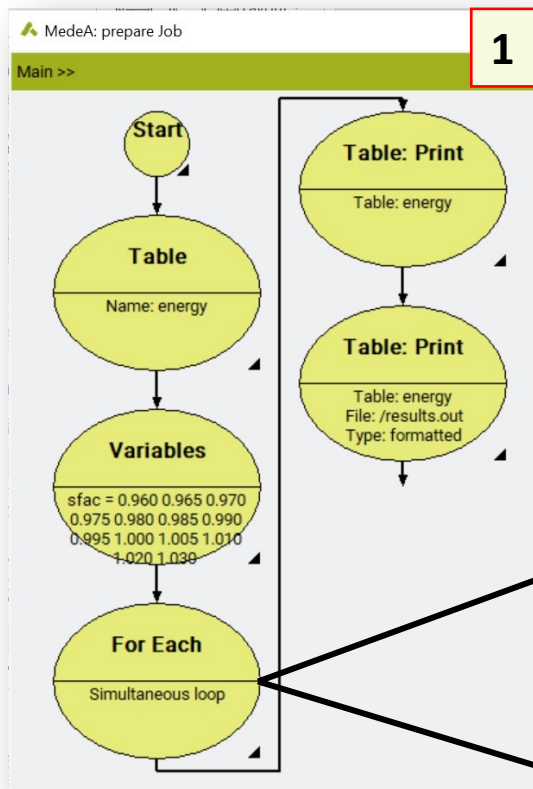 MedeA: prepare Job
1
Main >>
Start
Table
Name: energy
Variables
sfac = 0.960 0.965 0.970
0.975 0.980 0.985 0.990
0.995 1.000 1.005 1.010
1.020 1.030
For Each
Simultaneous loop
Table: Print
Table: energy
Table: Print
Table: energy
File: /results.out
Type: formatted